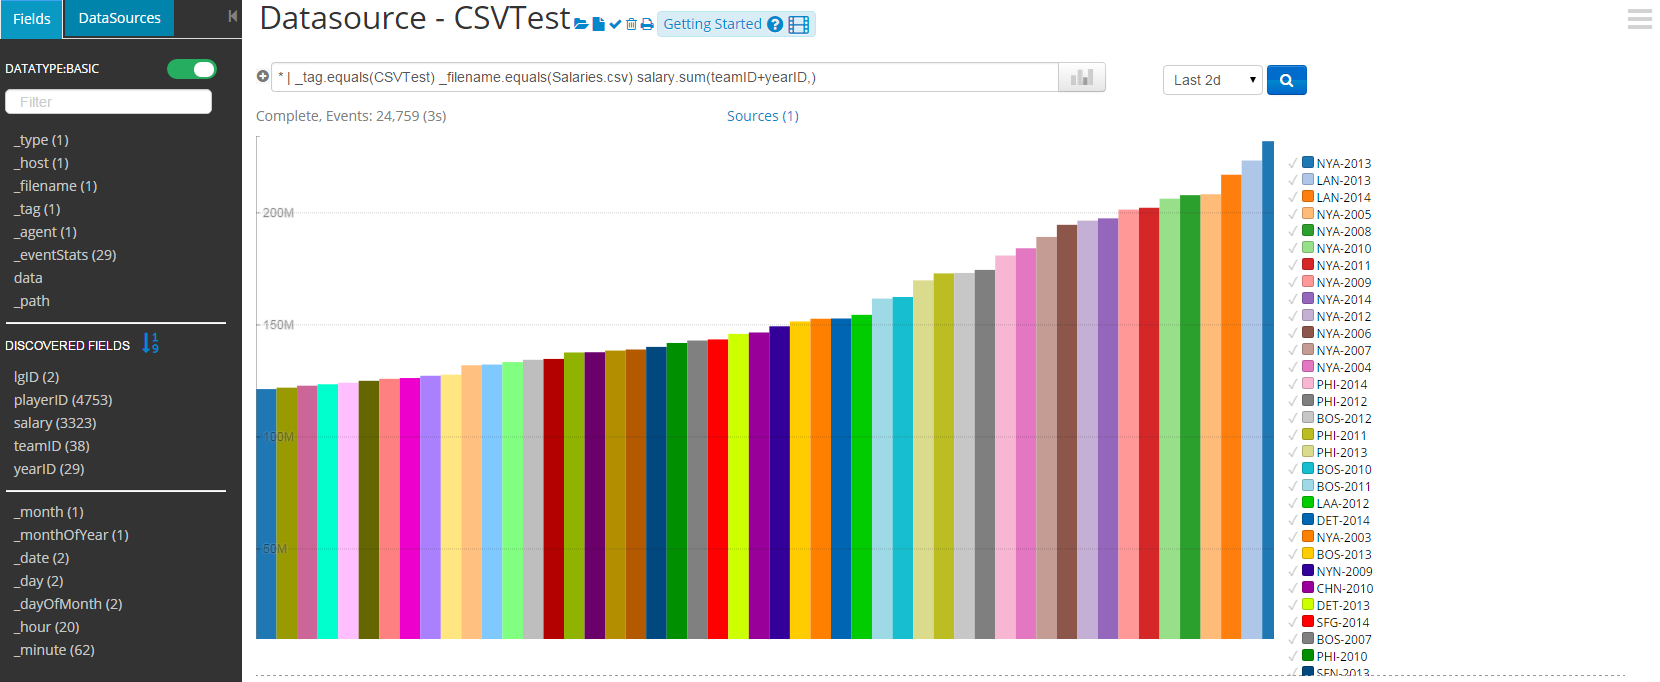 Fields
DataSources
Datasource - CSVTest
Getting Started
DATATYPE:BASIC
* | _tag.equals(CSVTest) _filename.equals(Salaries.csv) salary.sum(teamID+yearID,)
Last 2d
Filter
Complete, Events: 24,759 (3s)
Sources (1)
_type (1)
_host (1)
_filename (1)
_tag (1)
_agent (1)
_eventStats (29)
data
_path
DISCOVERED FIELDS
1
9
lgID (2)
playerID (4753)
salary (3323)
teamID (38)
yearID (29)
_month (1)
_monthOfYear (1)
_date (2)
_day (2)
_dayOfMonth (2)
_hour (20)
_minute (62)
200M
150M
100M
50M
NYA-2013
LAN-2013
LAN-2014
NYA-2005
NYA-2008
NYA-2010
NYA-2011
NYA-2009
NYA-2014
NYA-2012
NYA-2006
NYA-2007
NYA-2004
PHI-2014
PHI-2012
BOS-2012
PHI-2011
PHI-2013
BOS-2010
BOS-2011
LAA-2012
DET-2014
NYA-2003
BOS-2013
NYN-2009
CHN-2010
DET-2013
SFG-2014
BOS-2007
PHI-2010
SFN-2013